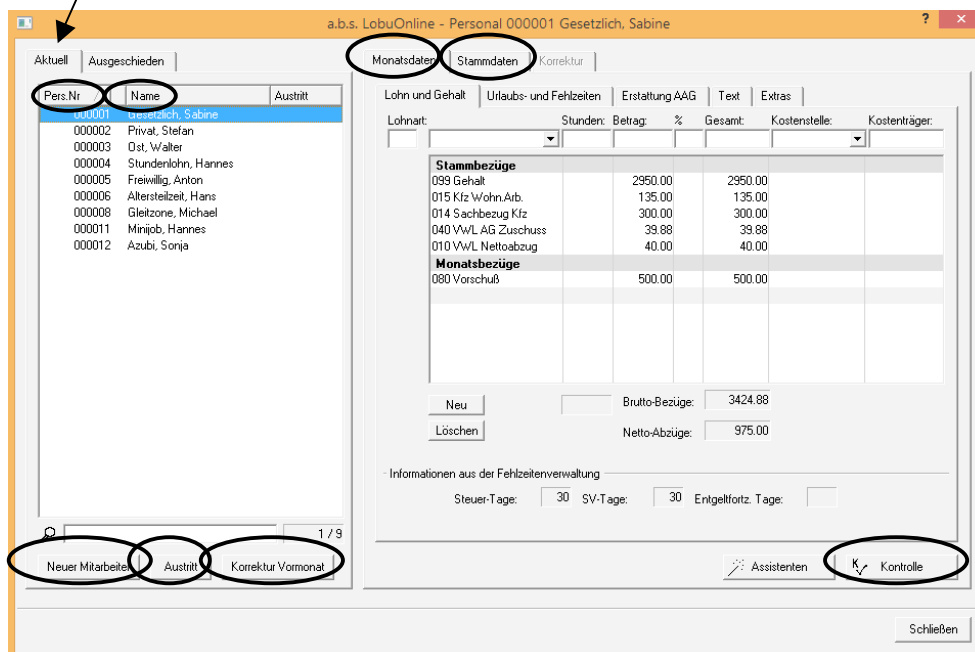 a.b.s. LobuOnline - Personal 000001 Gesetzlich, Sabine ? ×
Aktuell Ausgeschieden
Pers.Nr Name Austritt
000001 Gesetzlich, Sabine
000002 Privat, Stefan
000003 Ost, Walter
000004 Stundenlohn, Hannes
000005 Freiwillig, Anton
000006 Altersteilzeit, Hans
000008 Gleitzone, Michael
000011 Minijob, Hannes
000012 Azubi, Sonja
1 / 9
Neuer Mitarbeiter Austritt Korrektur Vormonat
Monatsdaten Stammdaten Korrektur
Lohn und Gehalt Urlaubs- und Fehlzeiten Erstattung AAG Text Extras
Lohnart: Stunden: Betrag: % Gesamt: Kostenstelle: Kostenträger:
Stammbezüge
099 Gehalt 2950.00 2950.00
015 Kfz Wohn.Arb. 135.00 135.00
014 Sachbezug Kfz 300.00 300.00
040 VWL AG Zuschuss 39.88 39.88
010 VWL Nettoabzug 40.00 40.00
Monatsbezüge
080 Vorschuß 500.00 500.00
Neu Brutto-Bezüge: 3424.88
Löschen Netto-Abzüge: 975.00
Informationen aus der Fehlzeitenverwaltung
Steuer-Tage: 30 SV-Tage: 30 Entgeltfortz. Tage:
Assistenten K Kontrolle
Schließen